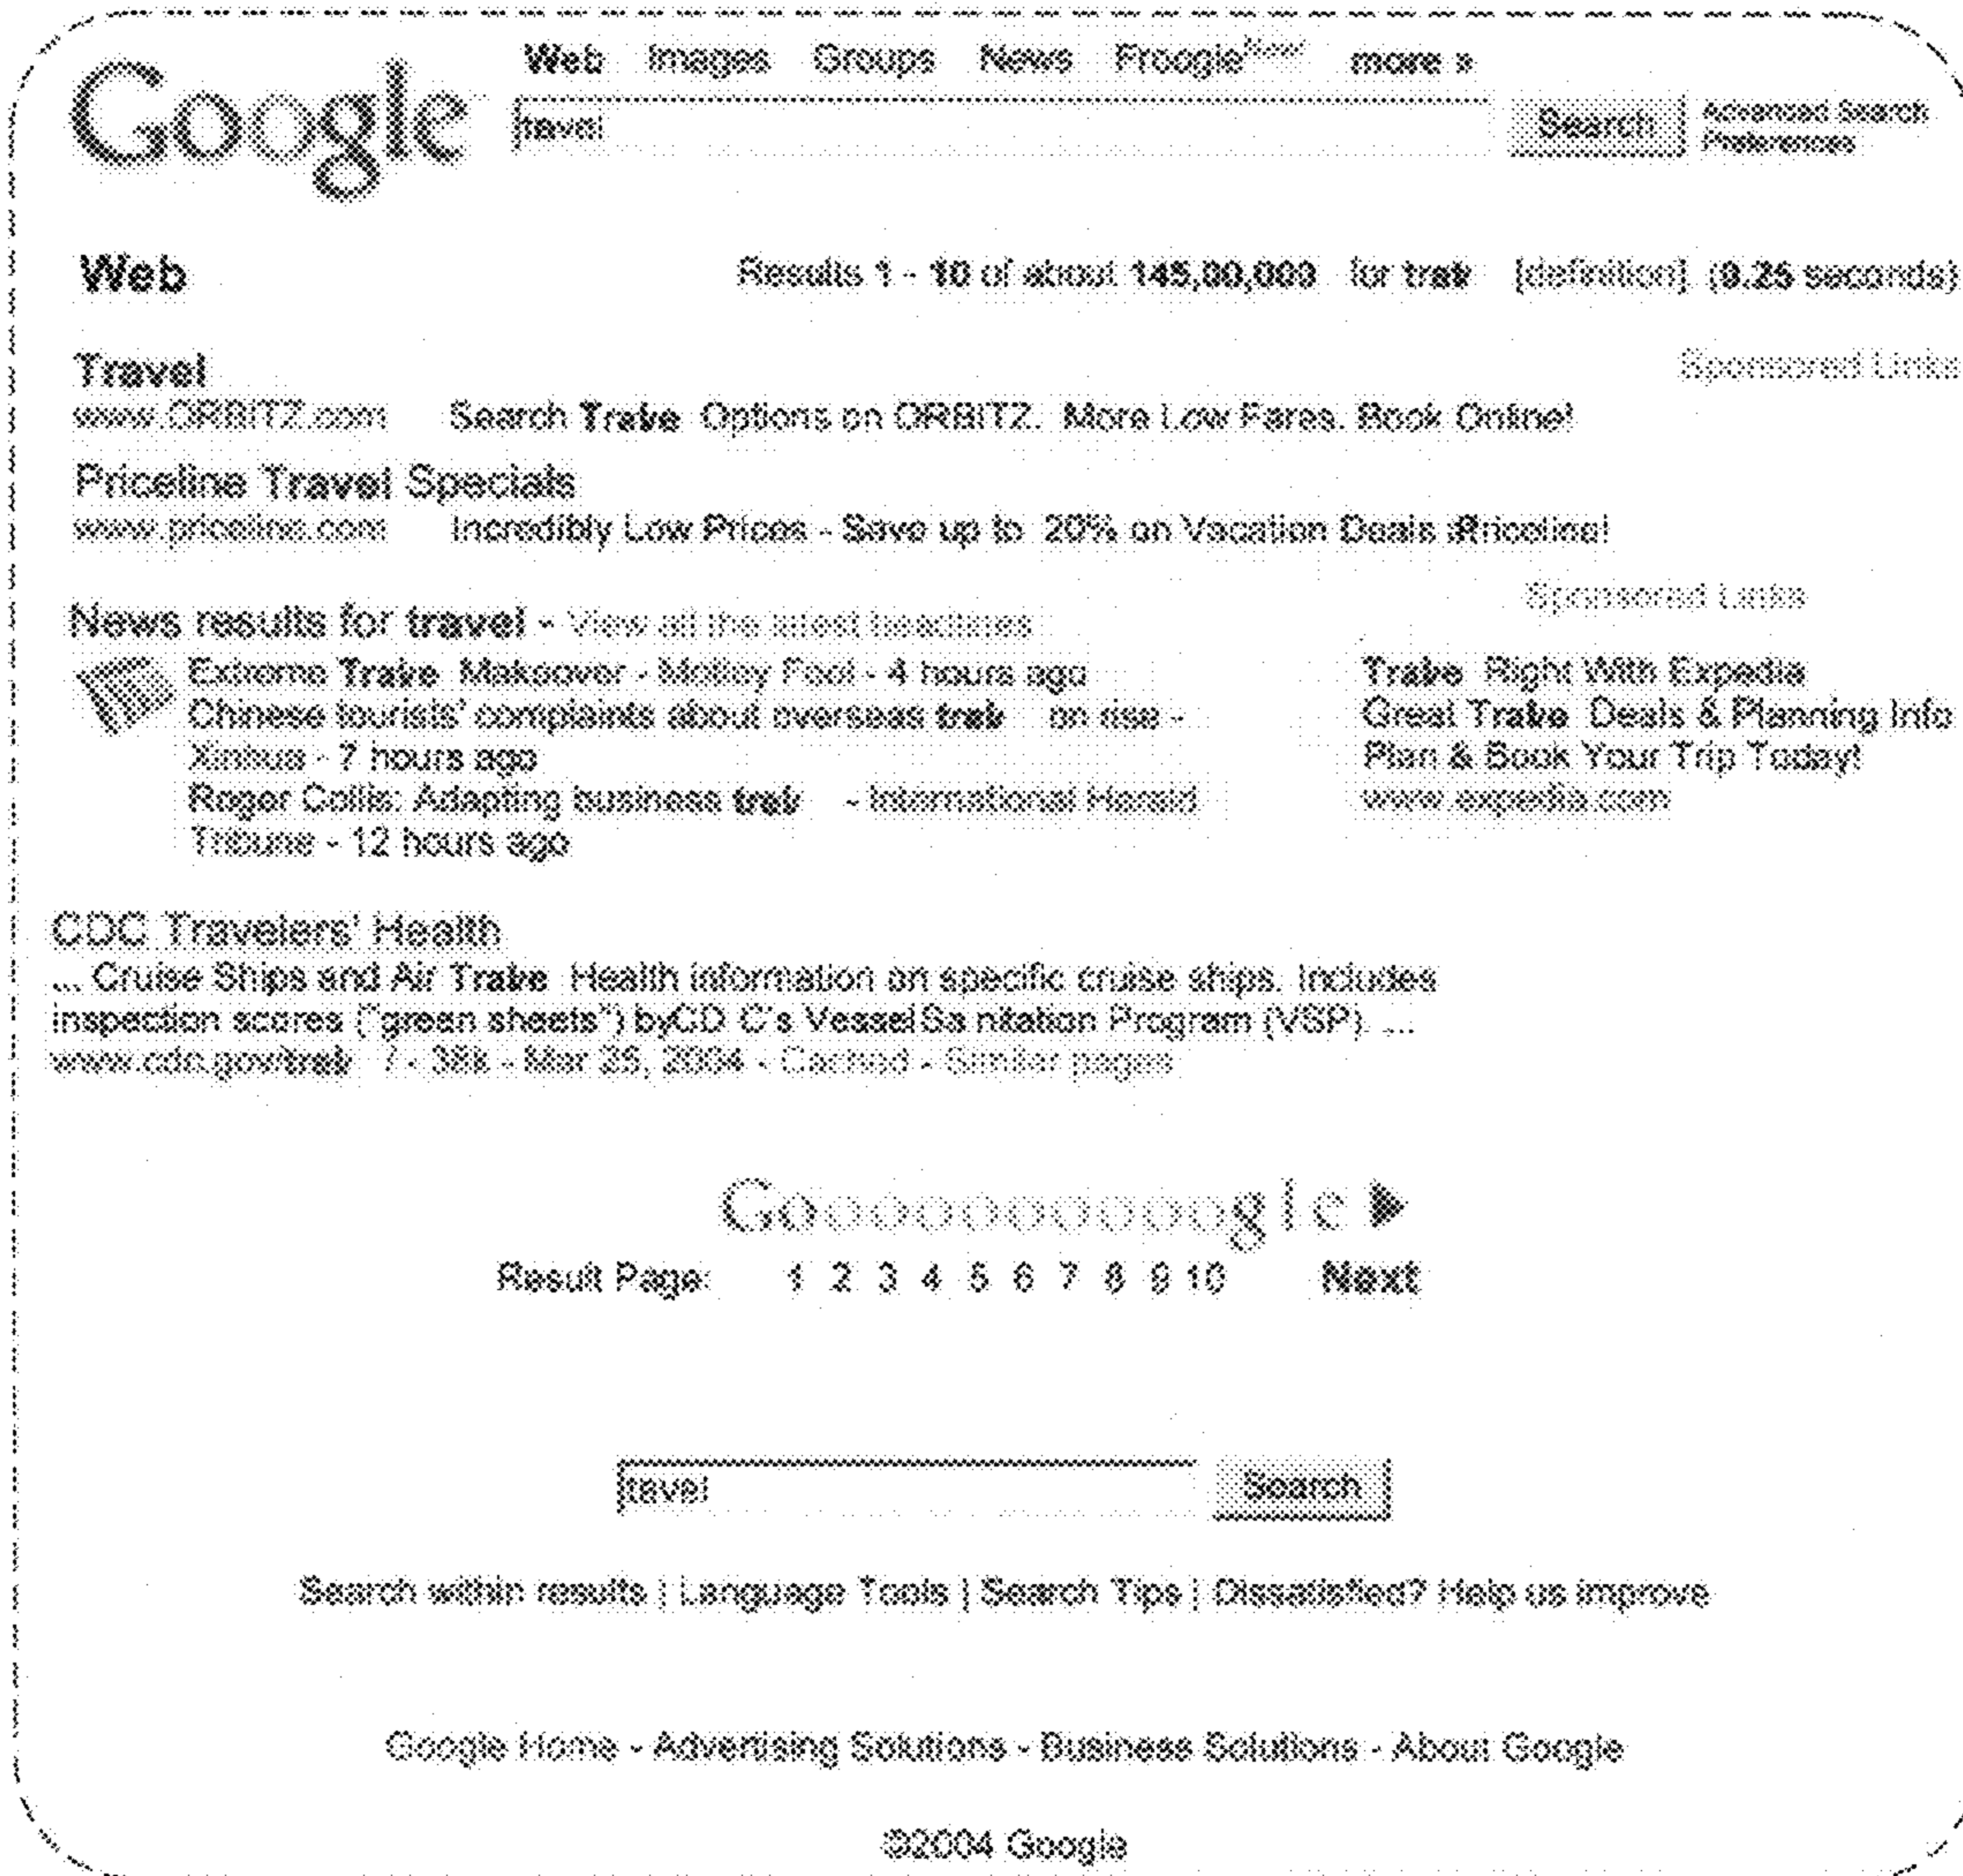 Google
Web Images Groups News Froogle New! more »
travel Search Advanced Search
Preferences
Web Results 1 - 10 of about 145,00,000 for trav [definition] (0.25 seconds)
Travel Sponsored Links
www.ORBITZ.com Search Trave Options on ORBITZ. More Low Fares. Book Online!
Priceline Travel Specials
www.priceline.com Incredibly Low Prices - Save up to 20% on Vacation Deals Priceline!
Sponsored Links
News results for travel - View all the latest headlines
Extreme Trave Makeover - Motley Fool - 4 hours ago
Chinese tourists' complaints about overseas trav on rise -
Xinhua - 7 hours ago
Roger Collis: Adapting business trav - International Herald
Tribune - 12 hours ago
Trave Right With Expedia
Great Trave Deals & Planning Info
Plan & Book Your Trip Today!
www.expedia.com
CDC Travelers' Health
... Cruise Ships and Air Trave Health information on specific cruise ships. Includes
inspection scores ("green sheets") by CD C's Vessel Sa nitation Program (VSP). ...
www.cdc.gov/trav / - 38k - Mar 25, 2004 - Cached - Similar pages
Goooooooooogle
Result Page: 1 2 3 4 5 6 7 8 9 10 Next
travel Search
Search within results | Language Tools | Search Tips | Dissatisfied? Help us improve
Google Home - Advertising Solutions - Business Solutions - About Google
©2004 Google